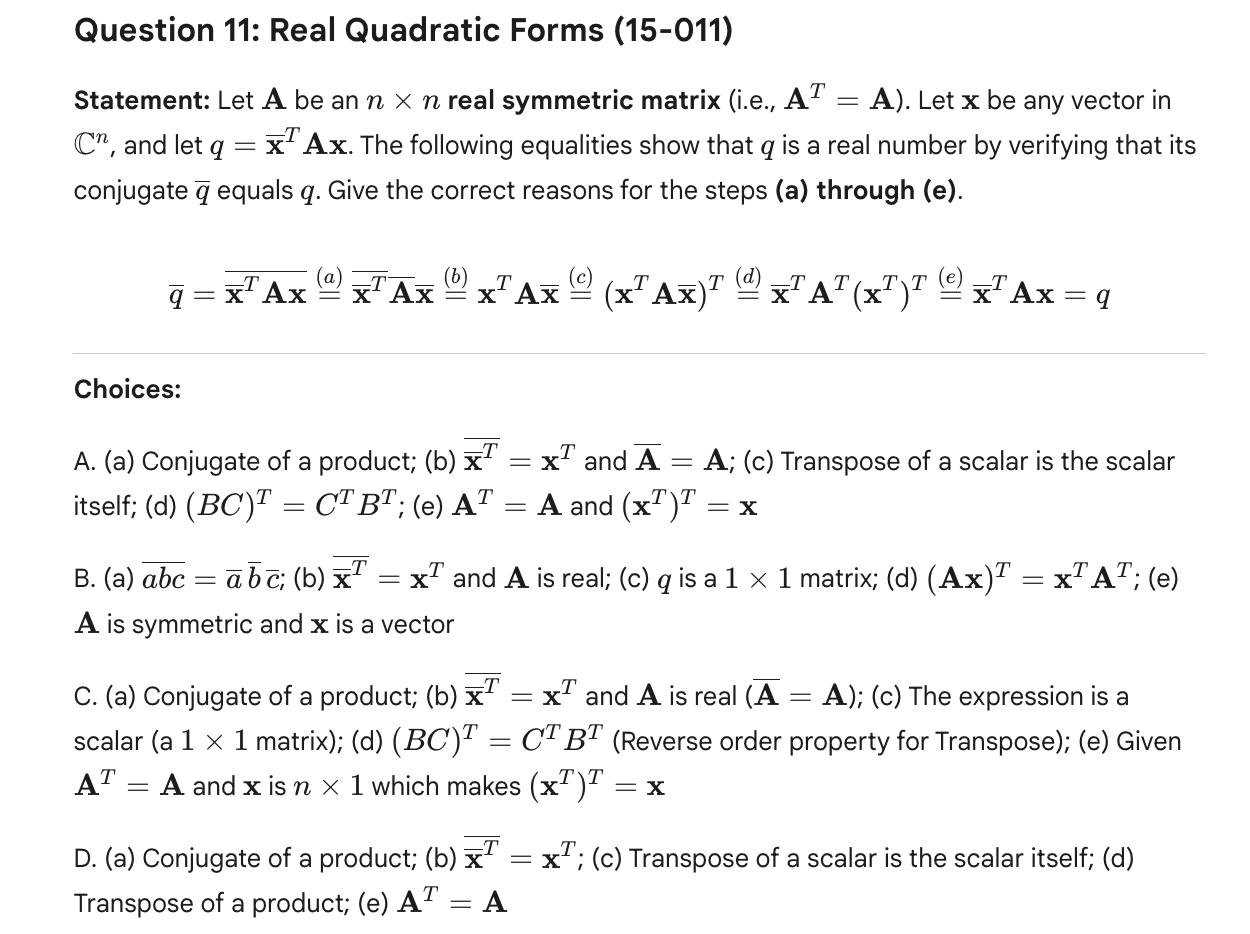 Question 11: Real Quadratic Forms (15-011)
Statement: Let $\mathbf{A}$ be an $n \times n$ real symmetric matrix (i.e., $\mathbf{A}^T = \mathbf{A}$). Let $\mathbf{x}$ be any vector in
$\mathbb{C}^n$, and let $q = \overline{\mathbf{x}}^T \mathbf{A}\mathbf{x}$. The following equalities show that $q$ is a real number by verifying that its
conjugate $\overline{q}$ equals $q$. Give the correct reasons for the steps (a) through (e).
$\overline{q} = \overline{\overline{\mathbf{x}}^T \mathbf{A}\mathbf{x}} \overset{(a)}{=} \overline{\overline{\mathbf{x}}^T} \overline{\mathbf{A}} \overline{\mathbf{x}} \overset{(b)}{=} \mathbf{x}^T \mathbf{A}\overline{\mathbf{x}} \overset{(c)}{=} (\mathbf{x}^T \mathbf{A}\overline{\mathbf{x}})^T \overset{(d)}{=} \overline{\mathbf{x}}^T \mathbf{A}^T (\mathbf{x}^T)^T \overset{(e)}{=} \overline{\mathbf{x}}^T \mathbf{A}\mathbf{x} = q$
Choices:
A. (a) Conjugate of a product; (b) $\overline{\overline{\mathbf{x}}^T} = \mathbf{x}^T$ and $\overline{\mathbf{A}} = \mathbf{A}$; (c) Transpose of a scalar is the scalar
itself; (d) $(BC)^T = C^T B^T$; (e) $\mathbf{A}^T = \mathbf{A}$ and $(\mathbf{x}^T)^T = \mathbf{x}$
B. (a) $\overline{abc} = \overline{a}\,\overline{b}\,\overline{c}$; (b) $\overline{\overline{\mathbf{x}}^T} = \mathbf{x}^T$ and $\mathbf{A}$ is real; (c) $q$ is a $1 \times 1$ matrix; (d) $(\mathbf{A}\mathbf{x})^T = \mathbf{x}^T \mathbf{A}^T$; (e)
$\mathbf{A}$ is symmetric and $\mathbf{x}$ is a vector
C. (a) Conjugate of a product; (b) $\overline{\overline{\mathbf{x}}^T} = \mathbf{x}^T$ and $\mathbf{A}$ is real ($\overline{\mathbf{A}} = \mathbf{A}$); (c) The expression is a
scalar (a $1 \times 1$ matrix); (d) $(BC)^T = C^T B^T$ (Reverse order property for Transpose); (e) Given
$\mathbf{A}^T = \mathbf{A}$ and $\mathbf{x}$ is $n \times 1$ which makes $(\mathbf{x}^T)^T = \mathbf{x}$
D. (a) Conjugate of a product; (b) $\overline{\overline{\mathbf{x}}^T} = \mathbf{x}^T$; (c) Transpose of a scalar is the scalar itself; (d)
Transpose of a product; (e) $\mathbf{A}^T = \mathbf{A}$